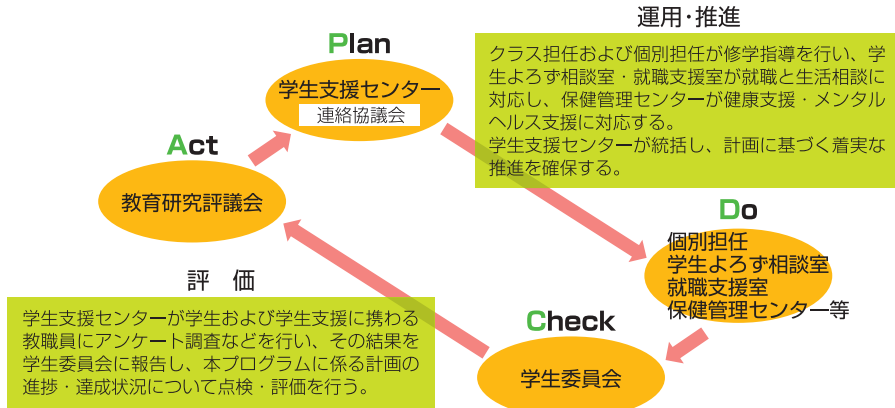 Plan
学生支援センター
連絡協議会
運用・推進
クラス担任および個別担任が修学指導を行い、学
生よろず相談室・就職支援室が就職と生活相談に
対応し、保健管理センターが健康支援・メンタル
ヘルス支援に対応する。
学生支援センターが統括し、計画に基づく着実な
推進を確保する。
Act
教育研究評議会
Do
個別担任
学生よろず相談室
就職支援室
保健管理センター等
評　価
学生支援センターが学生および学生支援に携わる
教職員にアンケート調査などを行い、その結果を
学生委員会に報告し、本プログラムに係る計画の
進捗・達成状況について点検・評価を行う。
Check
学生委員会